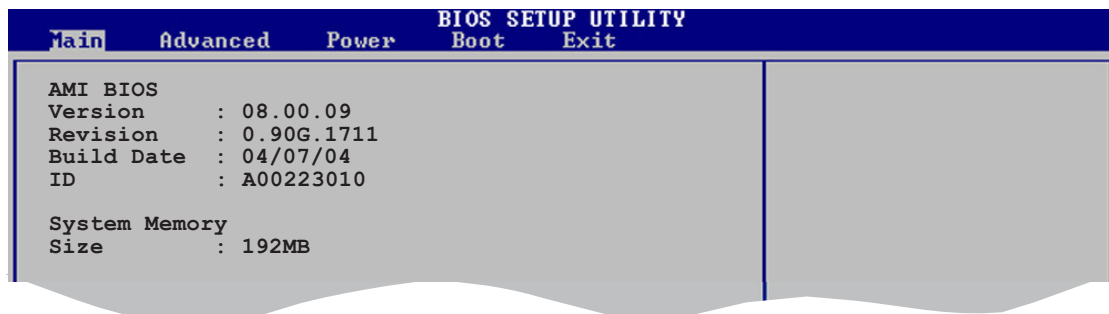 BIOS SETUP UTILITY
Main Advanced Power Boot Exit
AMI BIOS
Version : 08.00.09
Revision : 0.90G.1711
Build Date : 04/07/04
ID : A00223010
System Memory
Size : 192MB